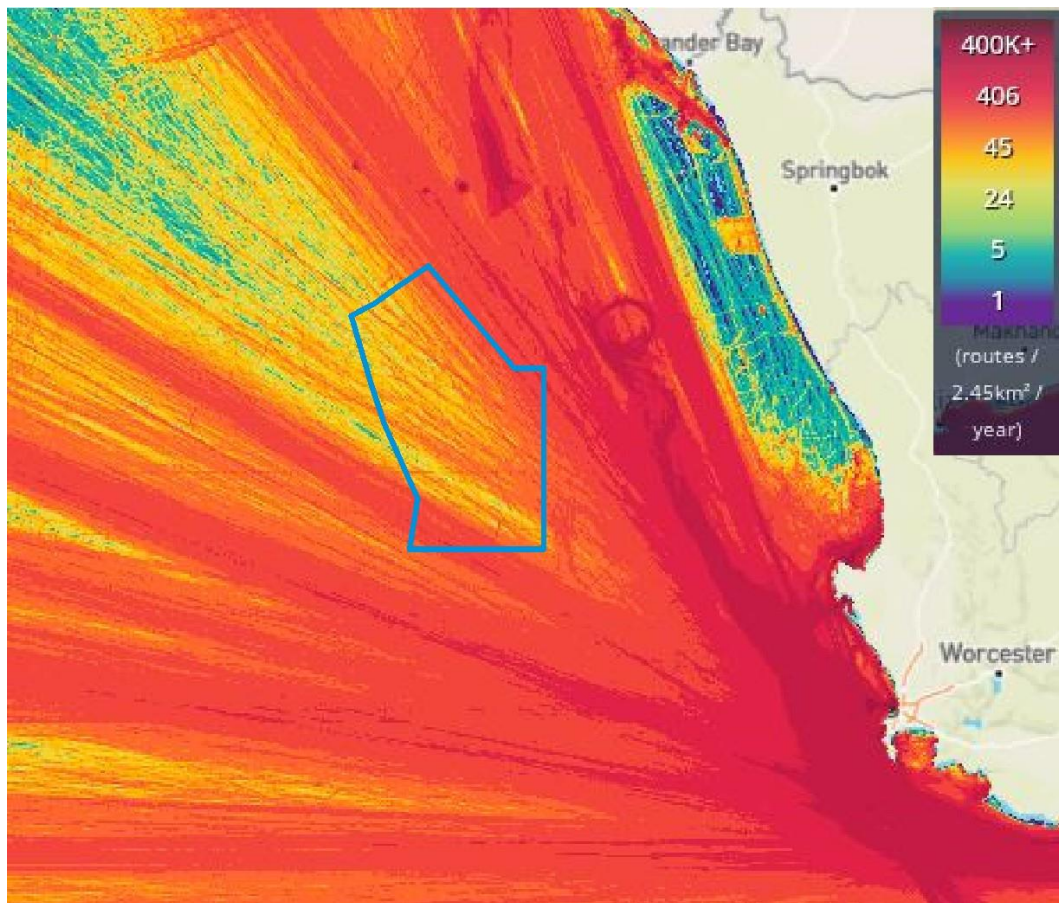 ander Bay
Springbok
Worcester
400K+
406
45
24
5
1
(routes /
2.45km² /
year)